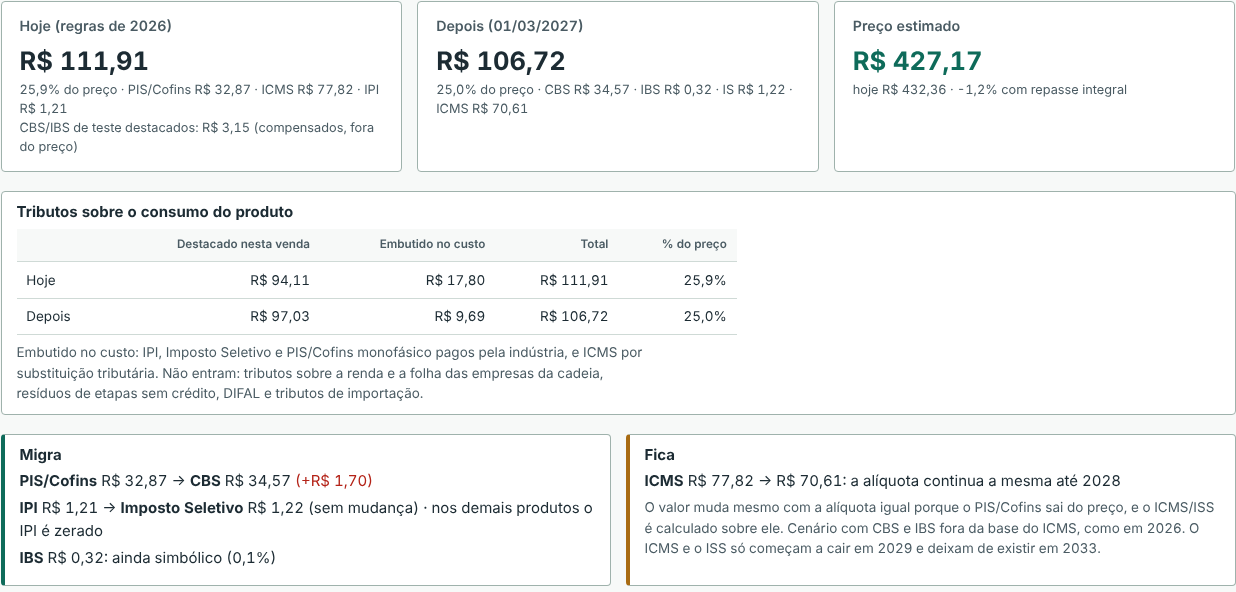 Hoje (regras de 2026)
R$ 111,91
25,9% do preço · PIS/Cofins R$ 32,87 · ICMS R$ 77,82 · IPI
R$ 1,21
CBS/IBS de teste destacados: R$ 3,15 (compensados, fora
do preço)
Depois (01/03/2027)
R$ 106,72
25,0% do preço · CBS R$ 34,57 · IBS R$ 0,32 · IS R$ 1,22 ·
ICMS R$ 70,61
Preço estimado
R$ 427,17
hoje R$ 432,36 · -1,2% com repasse integral
Tributos sobre o consumo do produto
Destacado nesta venda Embutido no custo Total % do preço
Hoje R$ 94,11 R$ 17,80 R$ 111,91 25,9%
Depois R$ 97,03 R$ 9,69 R$ 106,72 25,0%
Embutido no custo: IPI, Imposto Seletivo e PIS/Cofins monofásico pagos pela indústria, e ICMS por
substituição tributária. Não entram: tributos sobre a renda e a folha das empresas da cadeia,
resíduos de etapas sem crédito, DIFAL e tributos de importação.
Migra
PIS/Cofins R$ 32,87 → CBS R$ 34,57 (+R$ 1,70)
IPI R$ 1,21 → Imposto Seletivo R$ 1,22 (sem mudança) · nos demais produtos o
IPI é zerado
IBS R$ 0,32: ainda simbólico (0,1%)
Fica
ICMS R$ 77,82 → R$ 70,61: a alíquota continua a mesma até 2028
O valor muda mesmo com a alíquota igual porque o PIS/Cofins sai do preço, e o ICMS/ISS
é calculado sobre ele. Cenário com CBS e IBS fora da base do ICMS, como em 2026. O
ICMS e o ISS só começam a cair em 2029 e deixam de existir em 2033.